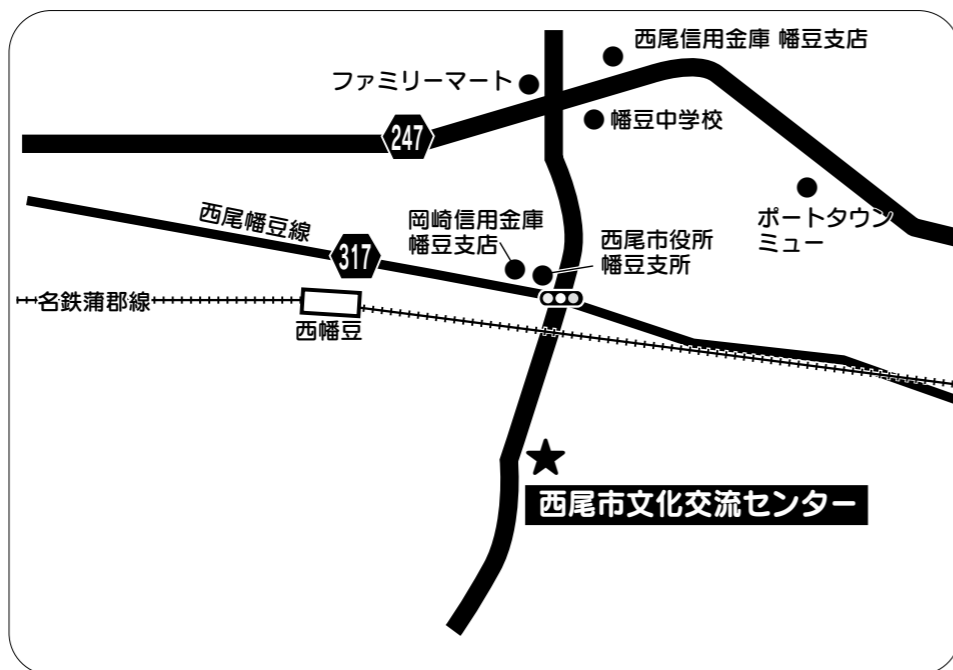 西尾信用金庫 幡豆支店
ファミリーマート
幡豆中学校
247
ポートタウン
ミュー
西尾幡豆線
岡崎信用金庫
幡豆支店
西尾市役所
幡豆支所
317
名鉄蒲郡線
西幡豆
西尾市文化交流センター